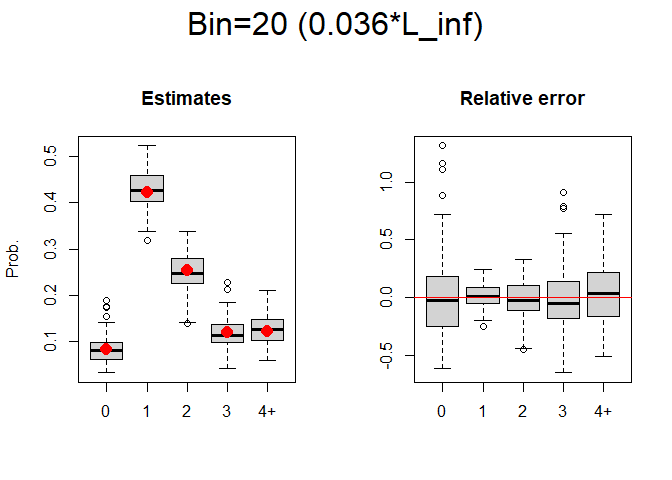 Bin=20 (0.036*L_inf)
Estimates
Prob.
0.5
0.4
0.3
0.2
0.1
0 1 2 3 4+
Relative error
1.0
0.5
0.0
-0.5
0 1 2 3 4+